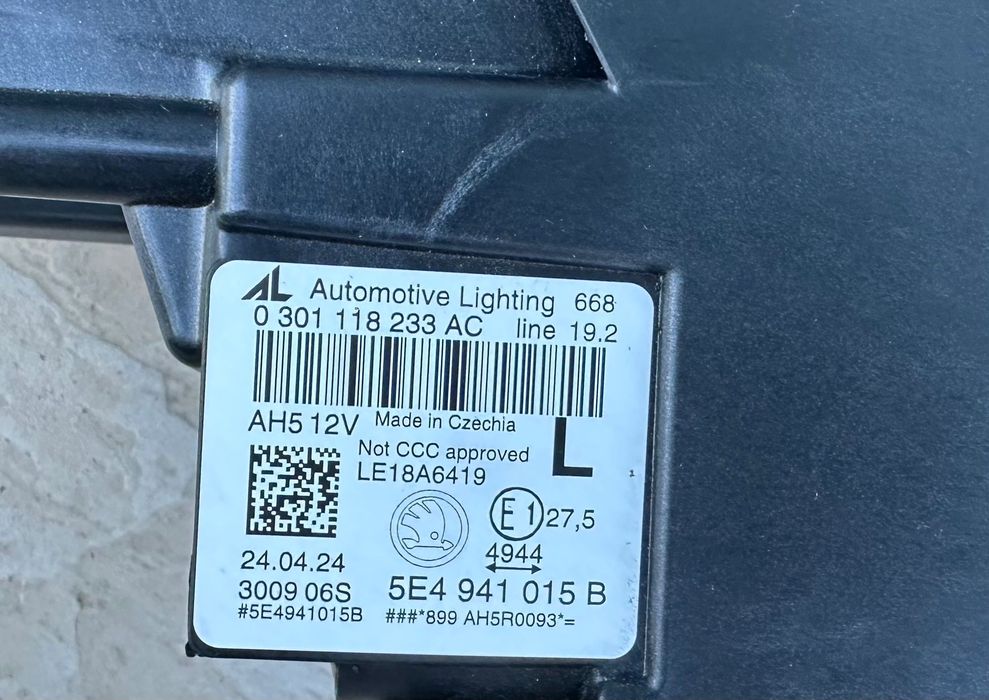 AL Automotive Lighting 668
0 301 118 233 AC line 19.2
AH5 12V Made in Czechia L
Not CCC approved
LE18A6419
E 1 27,5
4944
24.04.24
3009 06S 5E4 941 015 B
#5E4941015B ###*899 AH5R0093*=